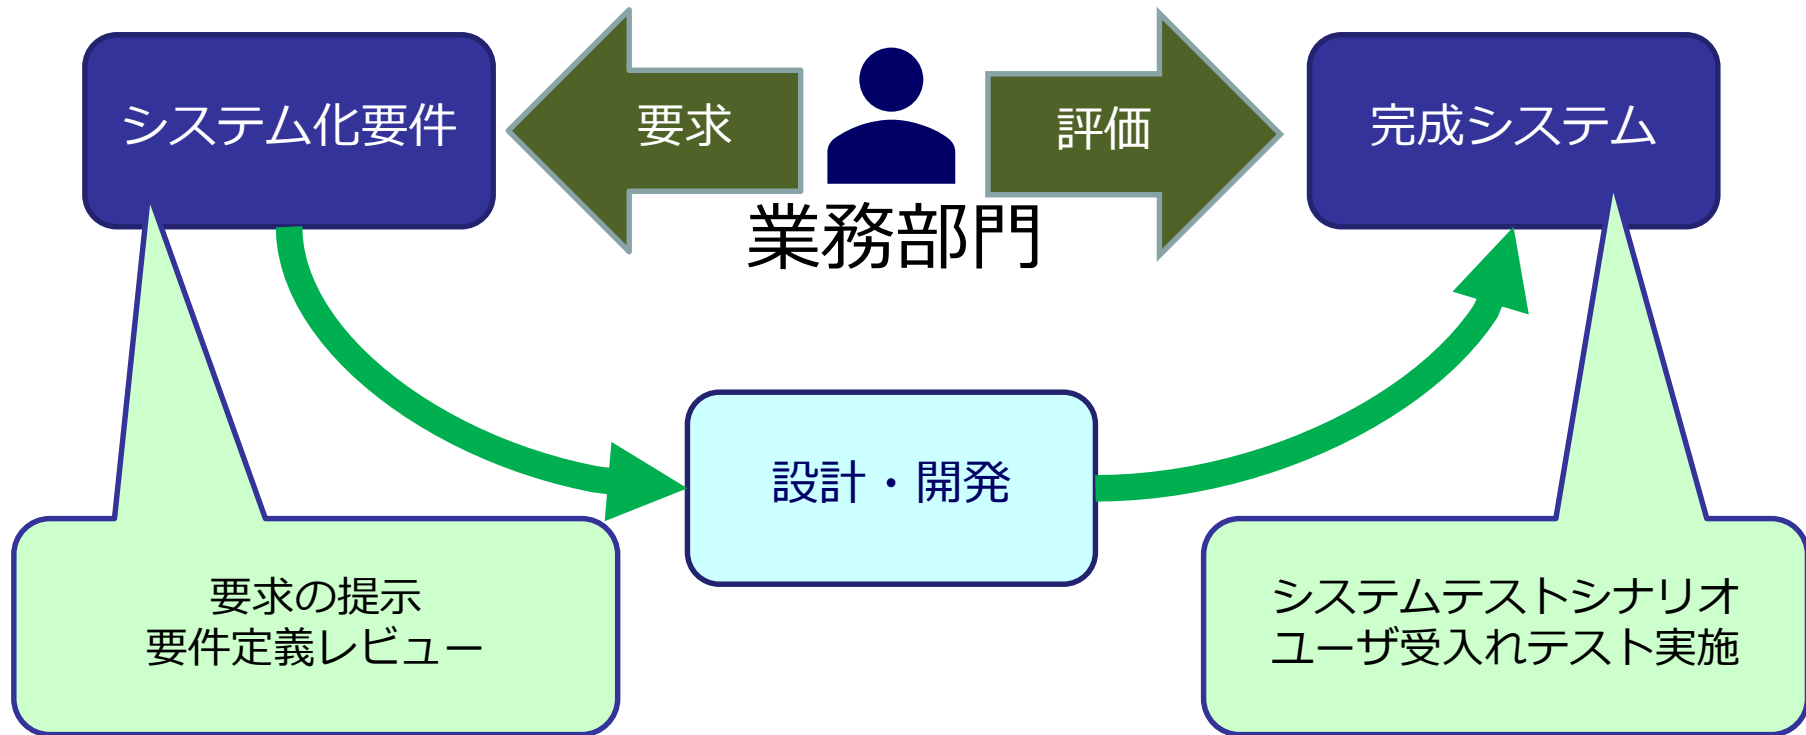 システム化要件
要求
評価
完成システム
業務部門
設計・開発
要求の提示
要件定義レビュー
システムテストシナリオ
ユーザ受入れテスト実施